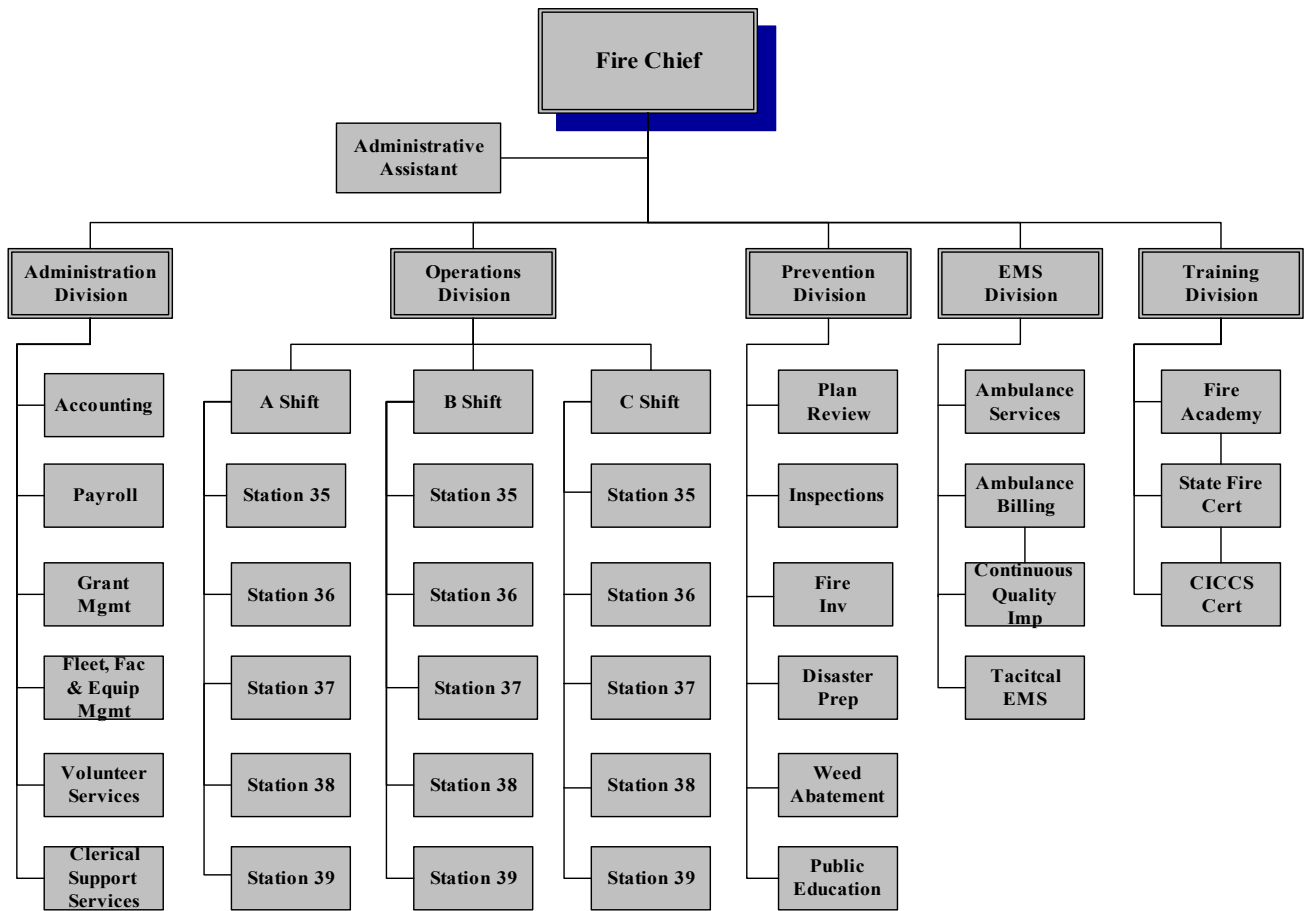 Fire Chief
Administrative
Assistant
Administration
Division
Operations
Division
Prevention
Division
EMS
Division
Training
Division
Accounting
Payroll
Grant
Mgmt
Fleet, Fac
& Equip
Mgmt
Volunteer
Services
Clerical
Support
Services
A Shift
Station 35
Station 36
Station 37
Station 38
Station 39
B Shift
Station 35
Station 36
Station 37
Station 38
Station 39
C Shift
Station 35
Station 36
Station 37
Station 38
Station 39
Plan
Review
Inspections
Fire
Inv
Disaster
Prep
Weed
Abatement
Public
Education
Ambulance
Services
Ambulance
Billing
Continuous
Quality
Imp
Tacitcal
EMS
Fire
Academy
State Fire
Cert
CICCS
Cert